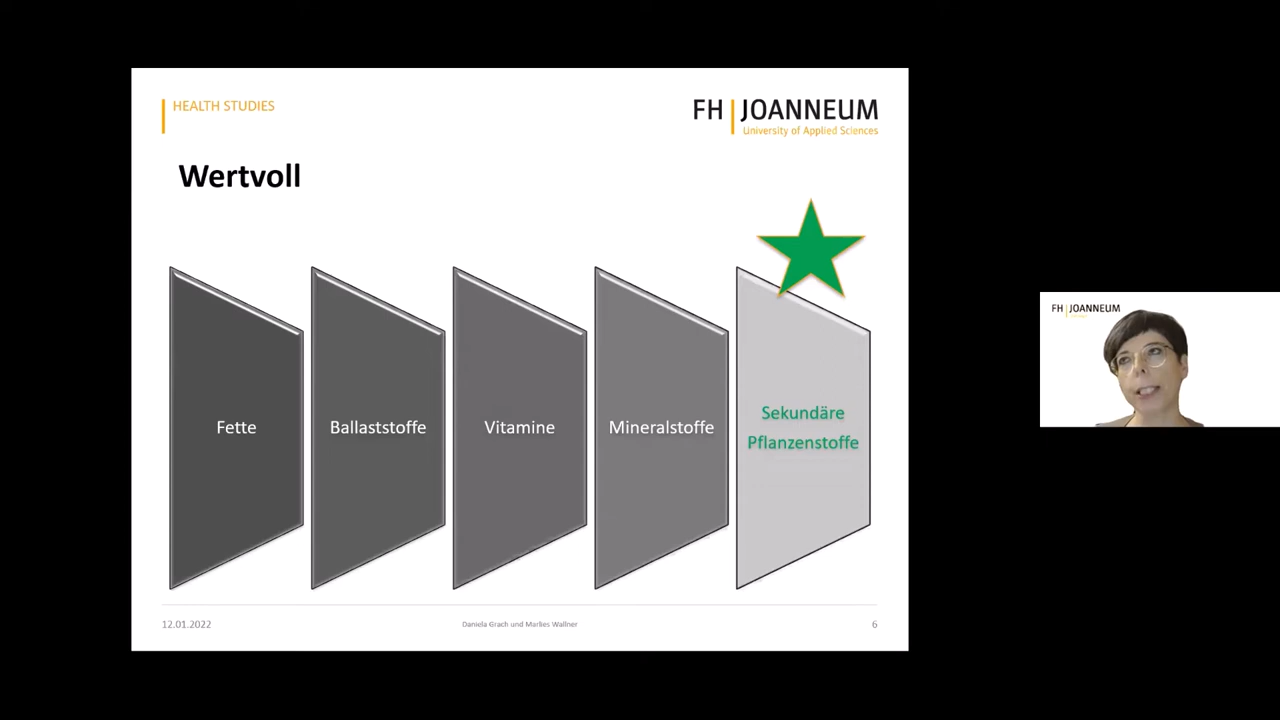 HEALTH STUDIES
FH JOANNEUM
University of Applied Sciences
Wertvoll
Fette
Ballaststoffe
Vitamine
Mineralstoffe
Sekundäre
Pflanzenstoffe
12.01.2022
Daniela Grach und Marlies Wallner
6
FH JOANNEUM